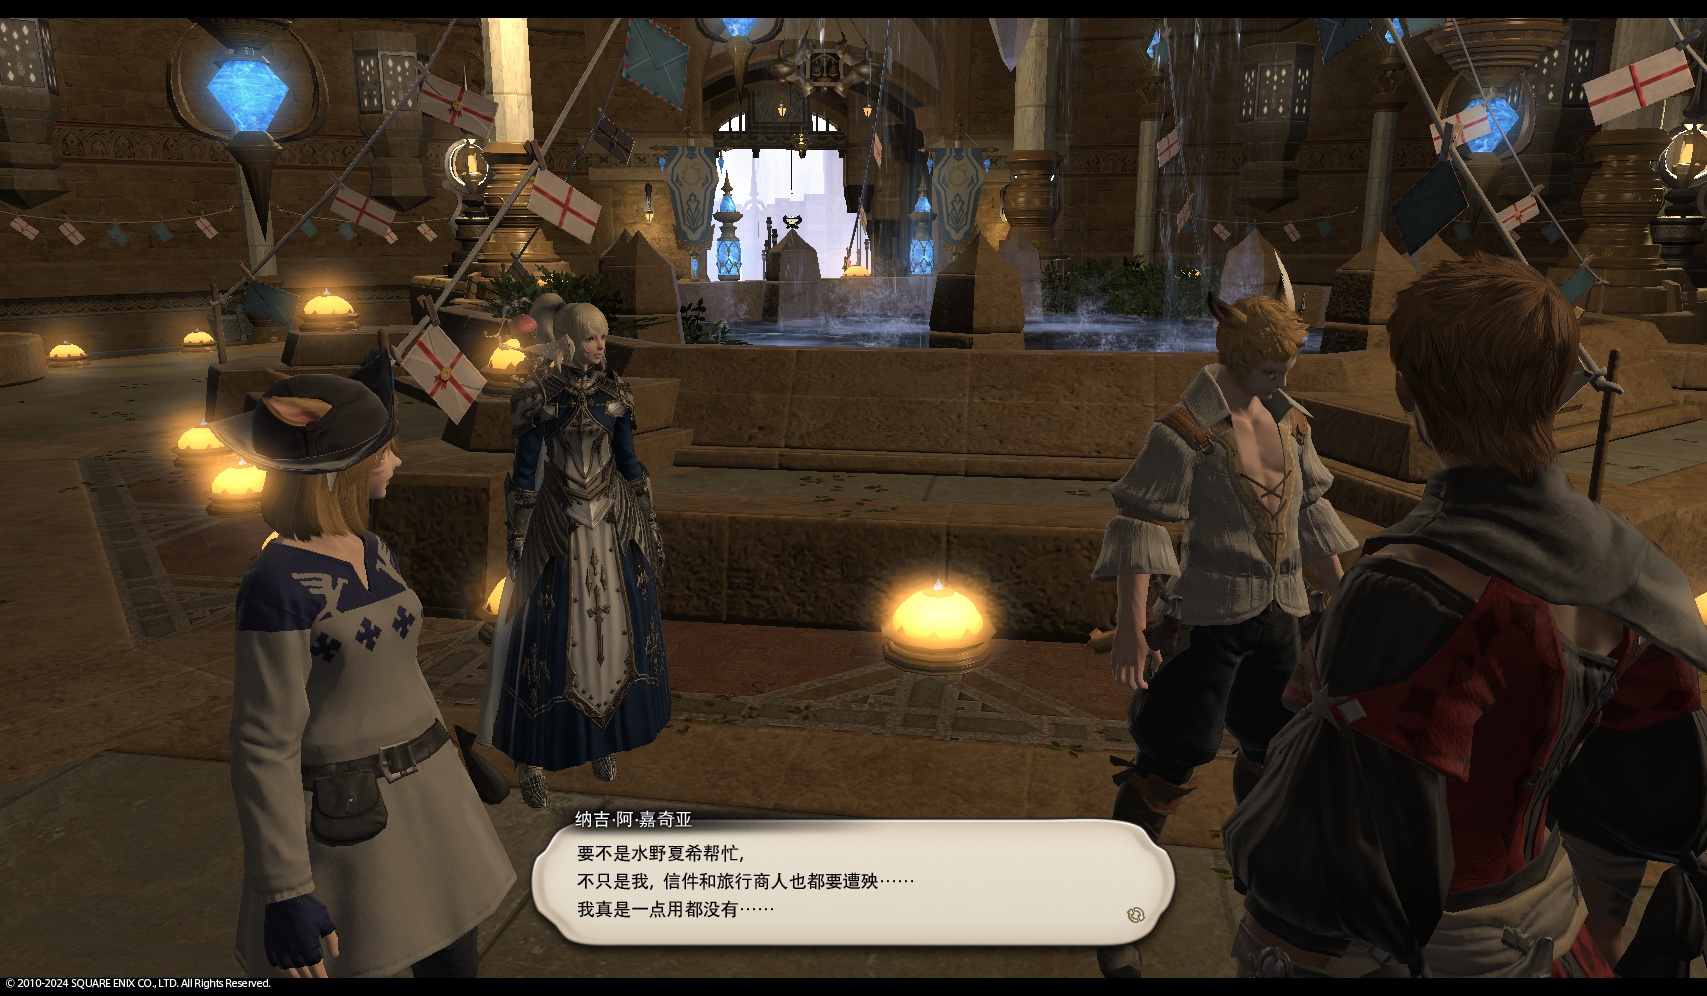 纳吉·阿·嘉奇亚
要不是水野夏希帮忙,
不只是我, 信件和旅行商人也都要遭殃……
我真是一点用都没有……
© 2010-2024 SQUARE ENIX CO., LTD. All Rights Reserved.